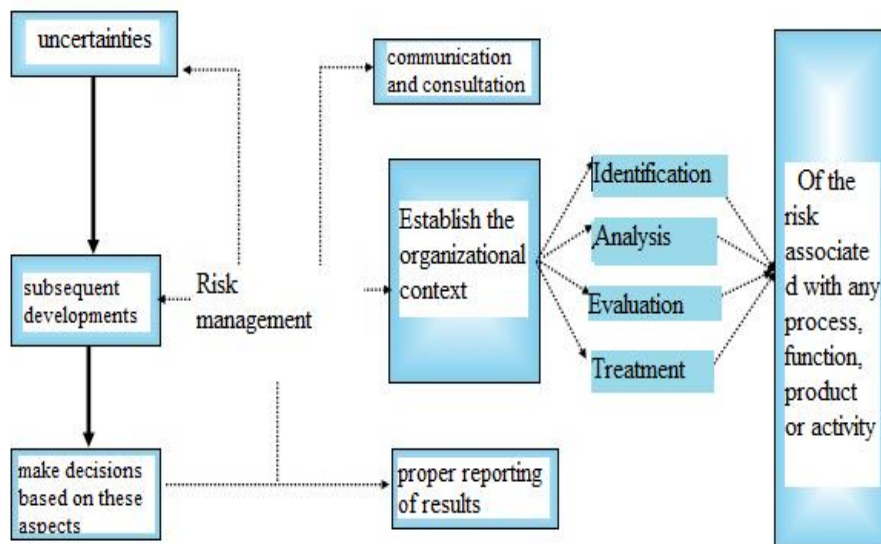 uncertainties
subsequent
developments
make decisions
based on these
aspects
Risk
management
communication
and consultation
Establish the
organizational
context
proper reporting
of results
Identification
Analysis
Evaluation
Treatment
Of the
risk
associate
d with any
process,
function,
product
or activity